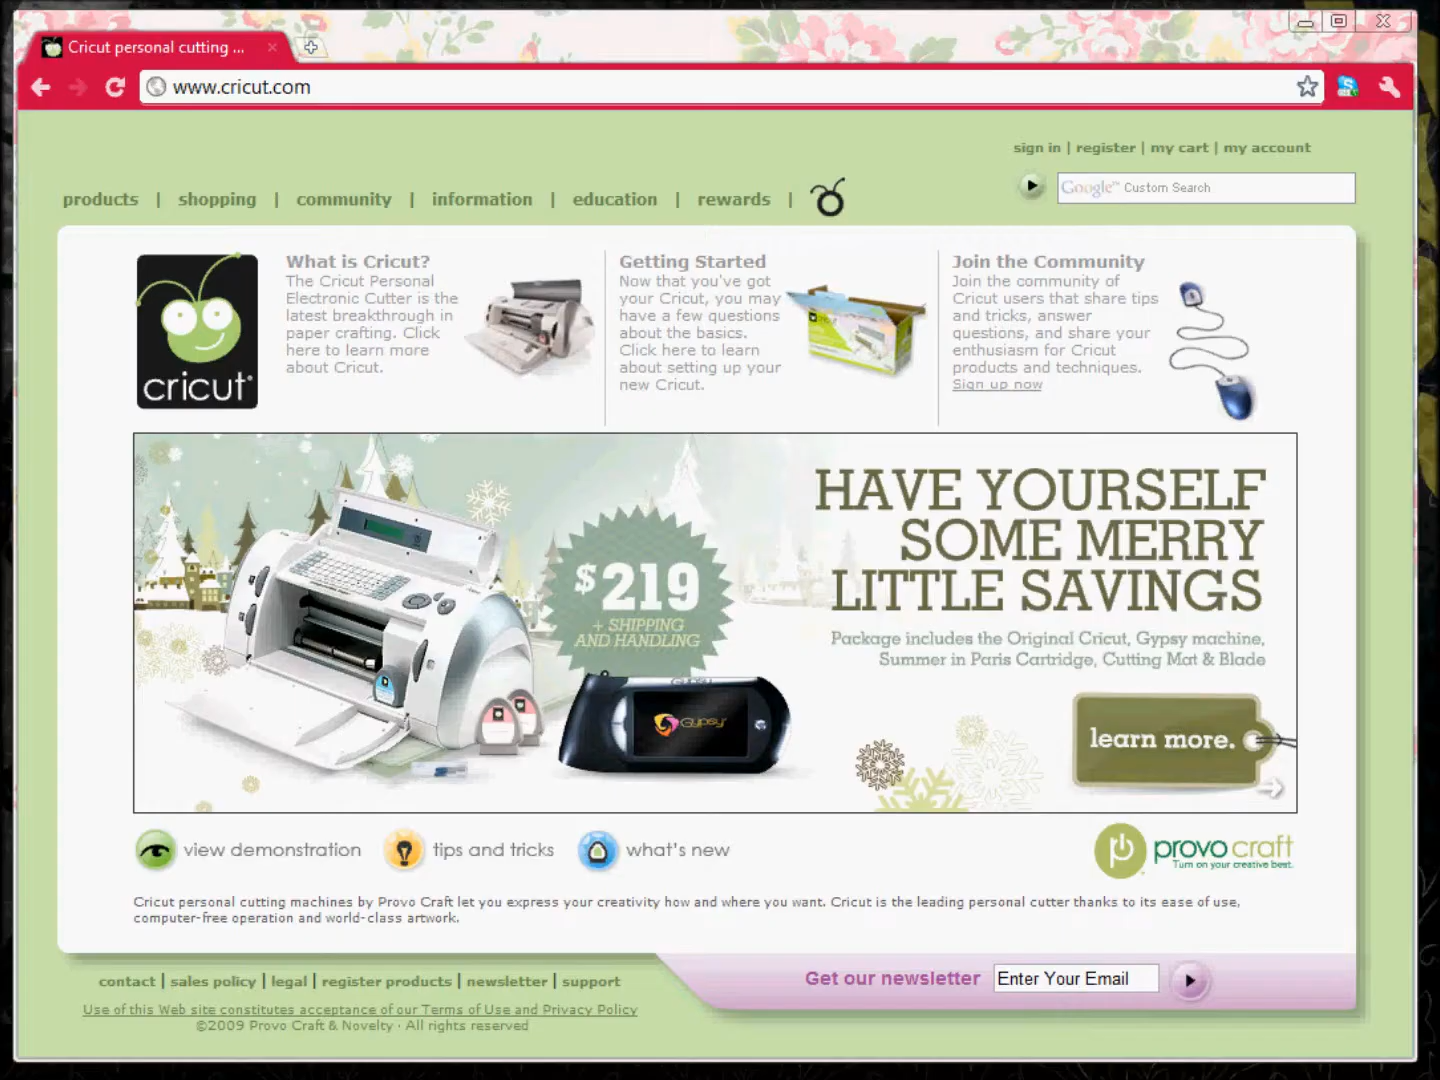 Cricut personal cutting ...
www.cricut.com
sign in | register | my cart | my account
products | shopping | community | information | education | rewards |
Google™ Custom Search
cricut®
What is Cricut?
The Cricut Personal
Electronic Cutter is the
latest breakthrough in
paper crafting. Click
here to learn more
about Cricut.
Getting Started
Now that you've got
your Cricut, you may
have a few questions
about the basics.
Click here to learn
about setting up your
new Cricut.
Join the Community
Join the community of
Cricut users that share tips
and tricks, answer
questions, and share your
enthusiasm for Cricut
products and techniques.
Sign up now
HAVE YOURSELF
SOME MERRY
LITTLE SAVINGS
$219
+ SHIPPING
AND HANDLING
Package includes the Original Cricut, Gypsy machine,
Summer in Paris Cartridge, Cutting Mat & Blade
Gypsy
learn more.
view demonstration
tips and tricks
what's new
provo craft
Turn on your creative best.
Cricut personal cutting machines by Provo Craft let you express your creativity how and where you want. Cricut is the leading personal cutter thanks to its ease of use,
computer-free operation and world-class artwork.
contact | sales policy | legal | register products | newsletter | support
Get our newsletter
Enter Your Email
Use of this Web site constitutes acceptance of our Terms of Use and Privacy Policy
©2009 Provo Craft & Novelty · All rights reserved